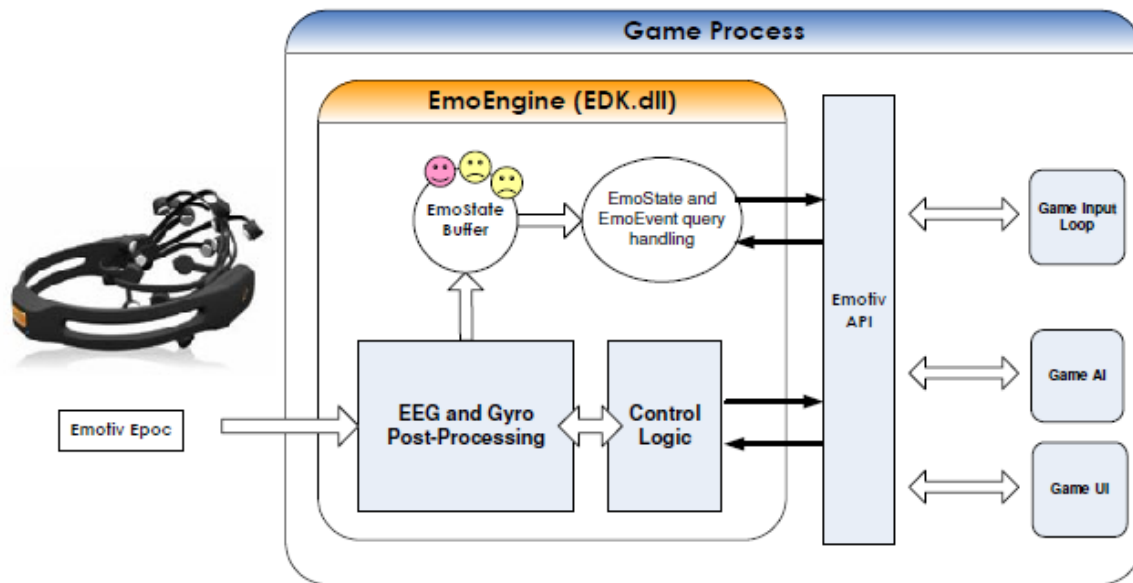 Game Process
EmoEngine (EDK.dll)
EmoState
Buffer
EmoState and
EmoEvent query
handling
Game Input
Loop
Emotiv
API
Game AI
EEG and Gyro
Post-Processing
Control
Logic
Emotiv Epoc
Game UI